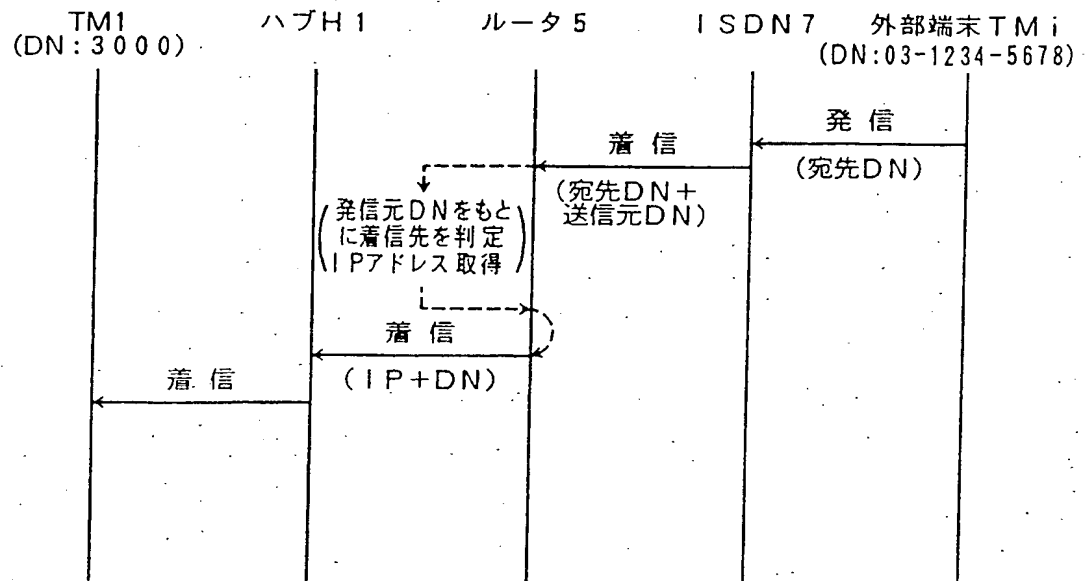 TM1 ハブH1 ルータ5 ISDN7 外部端末TMi
(DN:3000) (DN:03-1234-5678)
発信
着信
(宛先DN)
(宛先DN+
送信元DN)
(発信元DNをもと
に着信先を判定
IPアドレス取得)
着信
(IP+DN)
着信